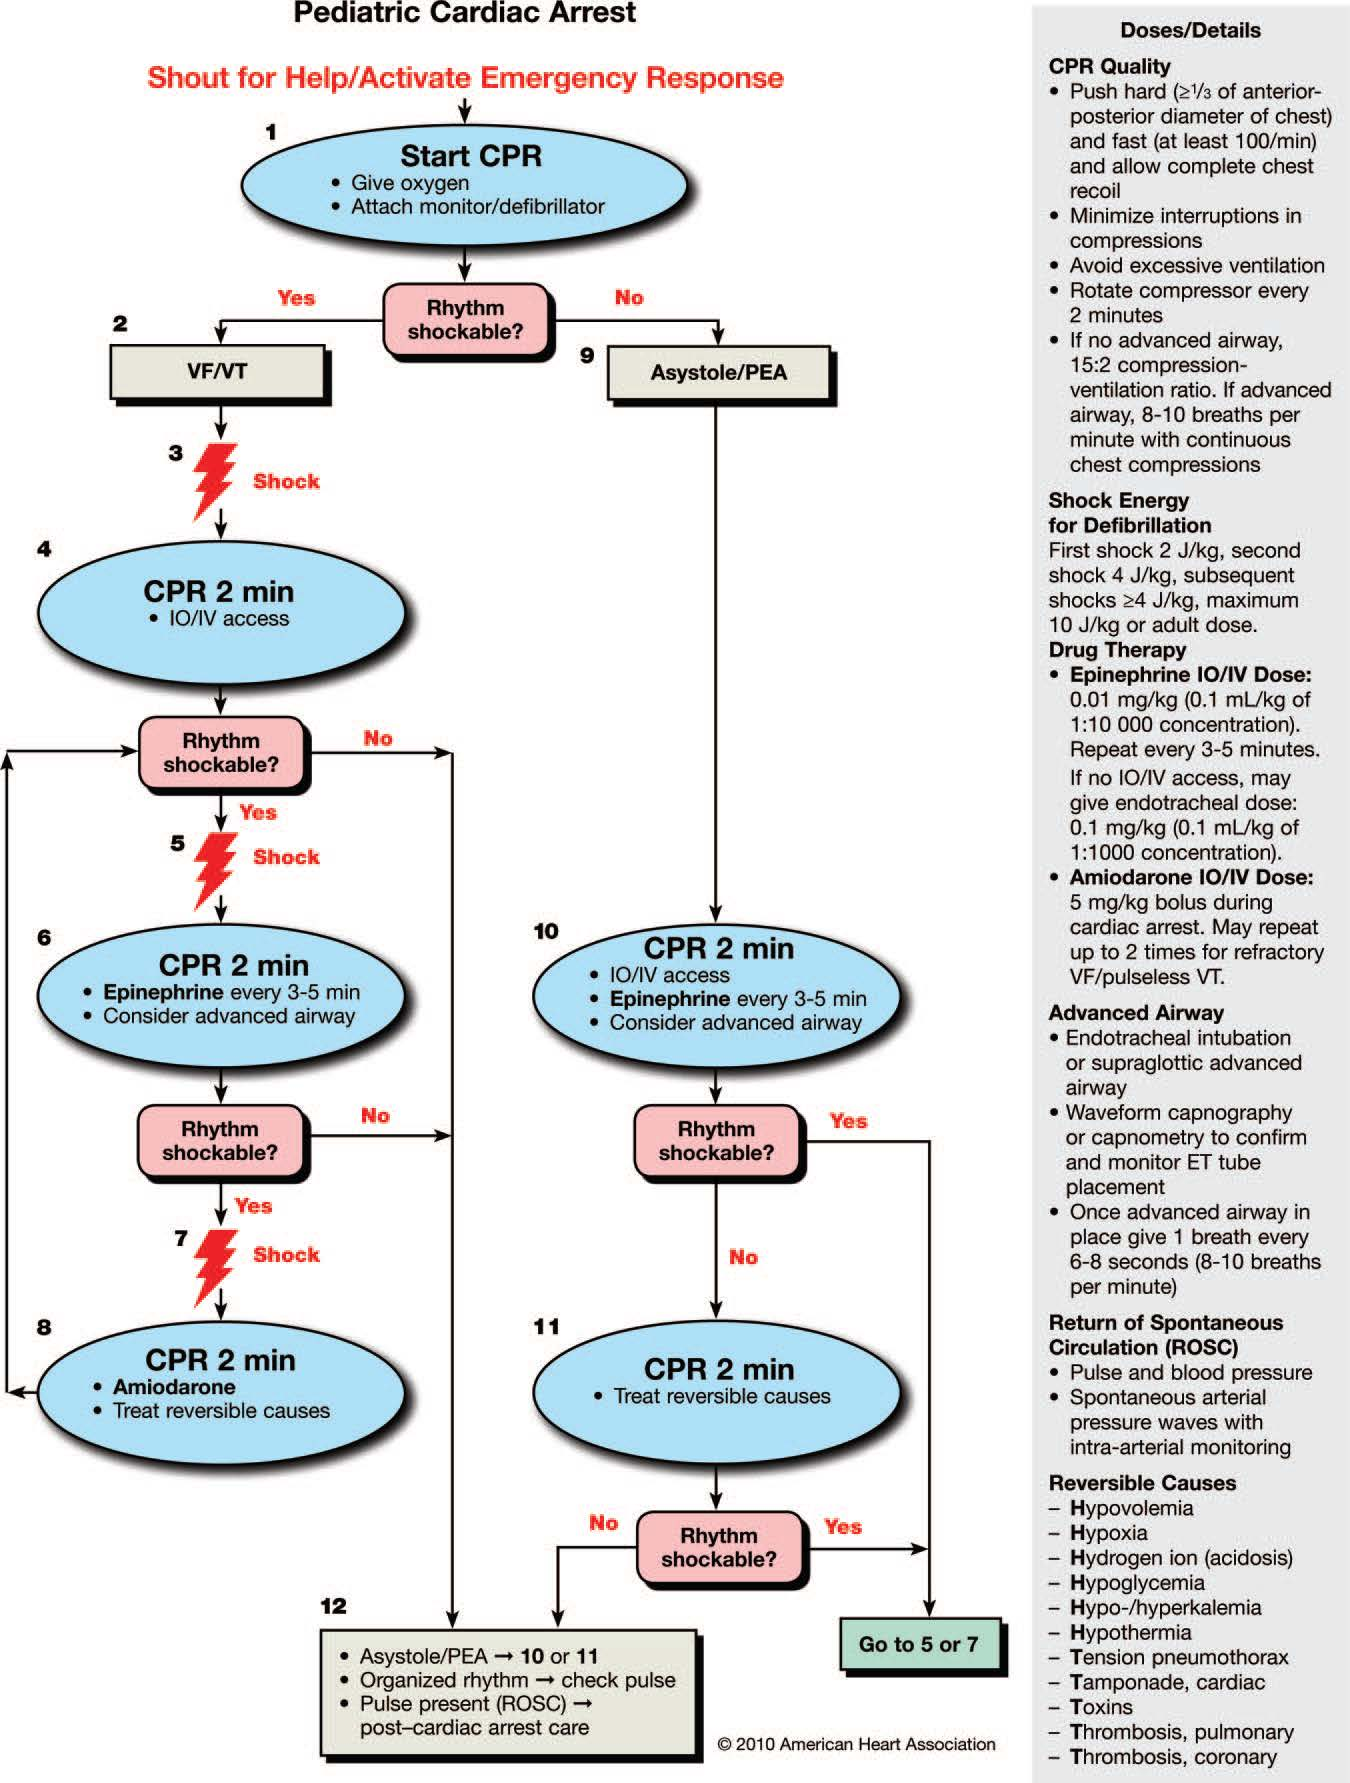 Pediatric Cardiac Arrest
Shout for Help/Activate Emergency Response
1
Start CPR
• Give oxygen
• Attach monitor/defibrillator
Rhythm
shockable?
Yes
No
2
VF/VT
9
Asystole/PEA
3
Shock
4
CPR 2 min
• IO/IV access
Rhythm
shockable?
No
Yes
5
Shock
6
CPR 2 min
• Epinephrine every 3-5 min
• Consider advanced airway
10
CPR 2 min
• IO/IV access
• Epinephrine every 3-5 min
• Consider advanced airway
Rhythm
shockable?
No
Yes
Rhythm
shockable?
Yes
No
7
Shock
8
CPR 2 min
• Amiodarone
• Treat reversible causes
11
CPR 2 min
• Treat reversible causes
Rhythm
shockable?
No
Yes
12
• Asystole/PEA → 10 or 11
• Organized rhythm → check pulse
• Pulse present (ROSC) →
post–cardiac arrest care
Go to 5 or 7
© 2010 American Heart Association
Doses/Details
CPR Quality
• Push hard (≥1/3 of anterior-
posterior diameter of chest)
and fast (at least 100/min)
and allow complete chest
recoil
• Minimize interruptions in
compressions
• Avoid excessive ventilation
• Rotate compressor every
2 minutes
• If no advanced airway,
15:2 compression-
ventilation ratio. If advanced
airway, 8-10 breaths per
minute with continuous
chest compressions
Shock Energy
for Defibrillation
First shock 2 J/kg, second
shock 4 J/kg, subsequent
shocks ≥4 J/kg, maximum
10 J/kg or adult dose.
Drug Therapy
• Epinephrine IO/IV Dose:
0.01 mg/kg (0.1 mL/kg of
1:10 000 concentration).
Repeat every 3-5 minutes.
If no IO/IV access, may
give endotracheal dose:
0.1 mg/kg (0.1 mL/kg of
1:1000 concentration).
• Amiodarone IO/IV Dose:
5 mg/kg bolus during
cardiac arrest. May repeat
up to 2 times for refractory
VF/pulseless VT.
Advanced Airway
• Endotracheal intubation
or supraglottic advanced
airway
• Waveform capnography
or capnometry to confirm
and monitor ET tube
placement
• Once advanced airway in
place give 1 breath every
6-8 seconds (8-10 breaths
per minute)
Return of Spontaneous
Circulation (ROSC)
• Pulse and blood pressure
• Spontaneous arterial
pressure waves with
intra-arterial monitoring
Reversible Causes
– Hypovolemia
– Hypoxia
– Hydrogen ion (acidosis)
– Hypoglycemia
– Hypo-/hyperkalemia
– Hypothermia
– Tension pneumothorax
– Tamponade, cardiac
– Toxins
– Thrombosis, pulmonary
– Thrombosis, coronary